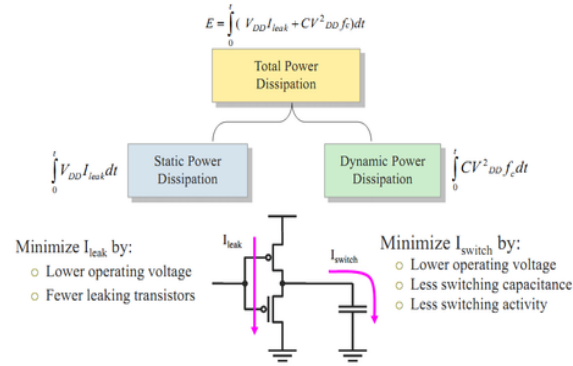 E = ∫₀ᵗ ( V_DD I_leak + CV²_DD f_c)dt
Total Power
Dissipation
∫₀ᵗ V_DD I_leak dt
Static Power
Dissipation
Dynamic Power
Dissipation
∫₀ᵗ CV²_DD f_c dt
Minimize I_leak by:
○ Lower operating voltage
○ Fewer leaking transistors
I_leak
I_switch
Minimize I_switch by:
○ Lower operating voltage
○ Less switching capacitance
○ Less switching activity